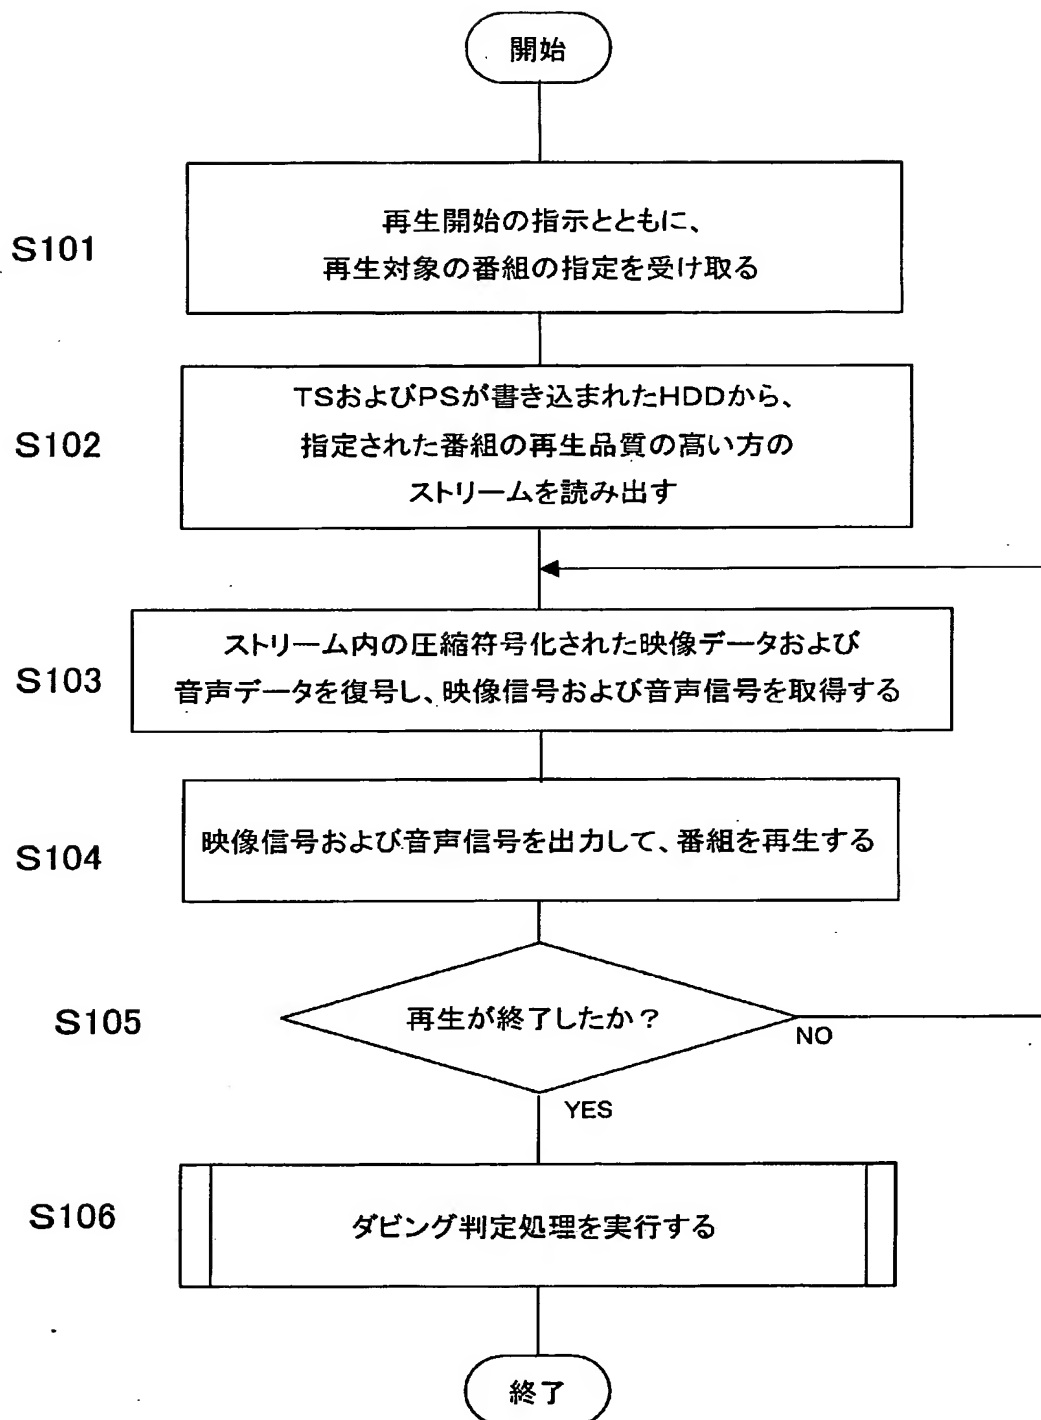 開始
S101
再生開始の指示とともに、
再生対象の番組の指定を受け取る
S102
TSおよびPSが書き込まれたHDDから、
指定された番組の再生品質の高い方の
ストリームを読み出す
S103
ストリーム内の圧縮符号化された映像データおよび
音声データを復号し、映像信号および音声信号を取得する
S104
映像信号および音声信号を出力して、番組を再生する
S105
再生が終了したか？
NO
YES
S106
ダビング判定処理を実行する
終了